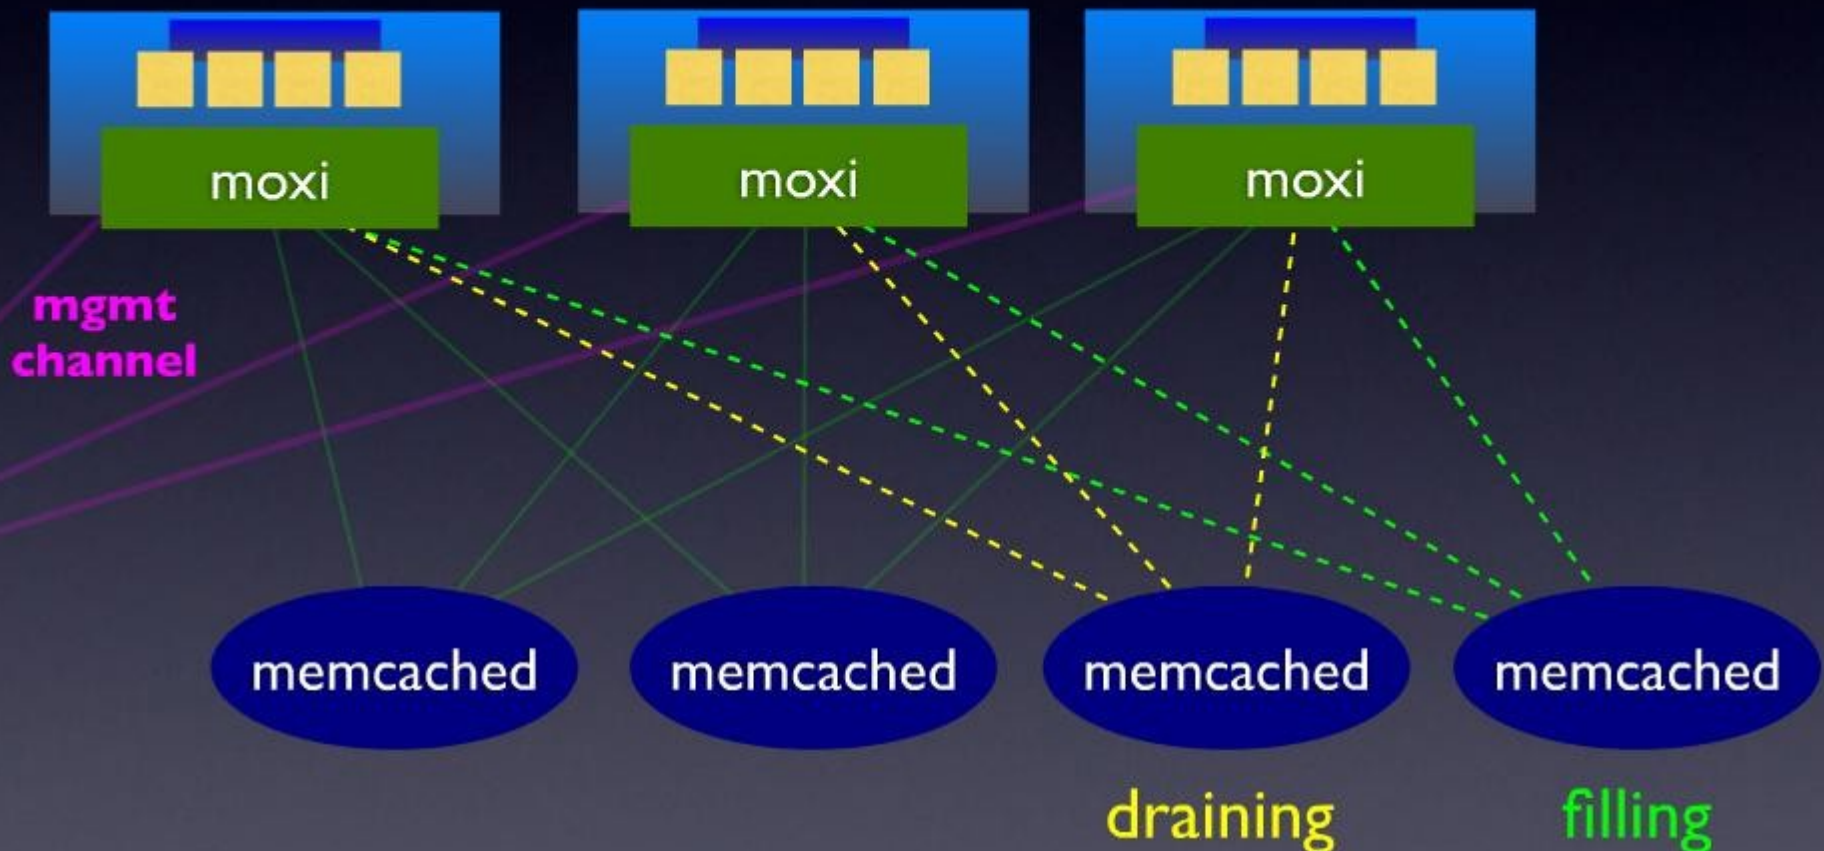 moxi
moxi
moxi
mgmt
channel
memcached
memcached
memcached
memcached
draining
filling